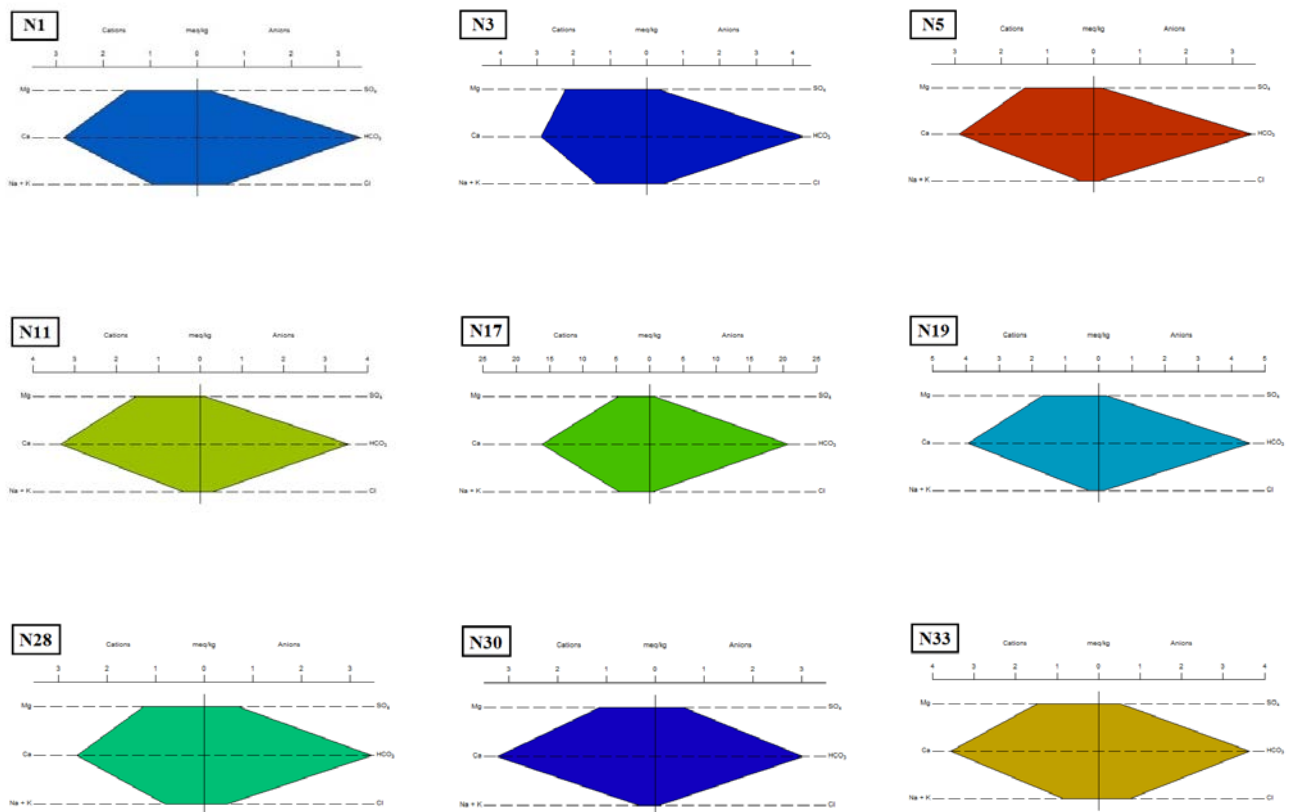 N1
Cations meq/kg Anions
3 2 1 0 1 2 3
Mg SO₄
Ca HCO₃
Na + K Cl
N3
Cations meq/kg Anions
4 3 2 1 0 1 2 3 4
Mg SO₄
Ca HCO₃
Na + K Cl
N5
Cations meq/kg Anions
3 2 1 0 1 2 3
Mg SO₄
Ca HCO₃
Na + K Cl
N11
Cations meq/kg Anions
4 3 2 1 0 1 2 3 4
Mg SO₄
Ca HCO₃
Na + K Cl
N17
Cations meq/kg Anions
25 20 15 10 5 0 5 10 15 20 25
Mg SO₄
Ca HCO₃
Na + K Cl
N19
Cations meq/kg Anions
5 4 3 2 1 0 1 2 3 4 5
Mg SO₄
Ca HCO₃
Na + K Cl
N28
Cations meq/kg Anions
3 2 1 0 1 2 3
Mg SO₄
Ca HCO₃
Na + K Cl
N30
Cations meq/kg Anions
3 2 1 0 1 2 3
Mg SO₄
Ca HCO₃
Na + K Cl
N33
Cations meq/kg Anions
4 3 2 1 0 1 2 3 4
Mg SO₄
Ca HCO₃
Na + K Cl